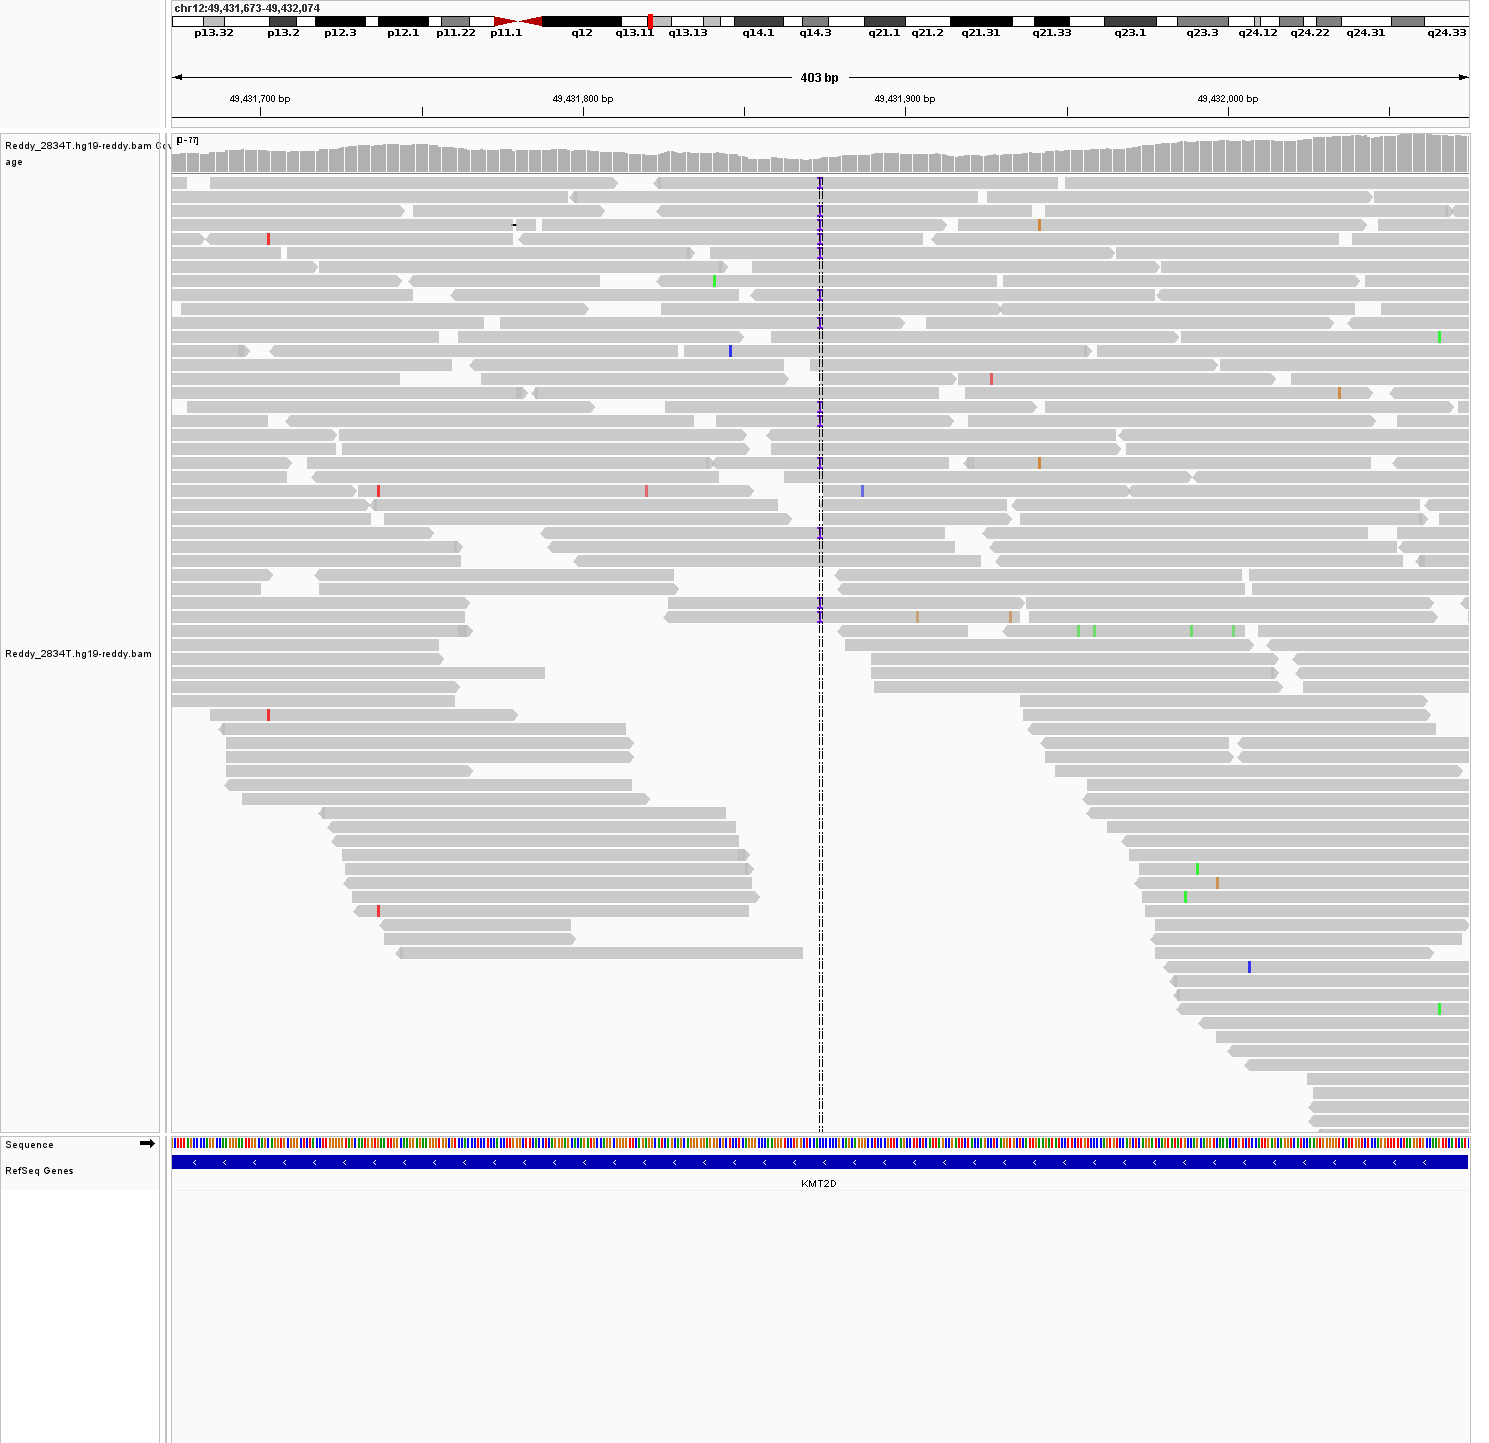 chr12:49,431,673-49,432,074
p13.32 p13.2 p12.3 p12.1 p11.22 p11.1 q12 q13.11 q13.13 q14.1 q14.3 q21.1 q21.2 q21.31 q21.33 q23.1 q23.3 q24.12 q24.22 q24.31 q24.33
403 bp
49,431,700 bp 49,431,800 bp 49,431,900 bp 49,432,000 bp
Reddy_2834T.hg19-reddy.bam Cov
age
[0 - 77]
Reddy_2834T.hg19-reddy.bam
Sequence
RefSeq Genes
KMT2D